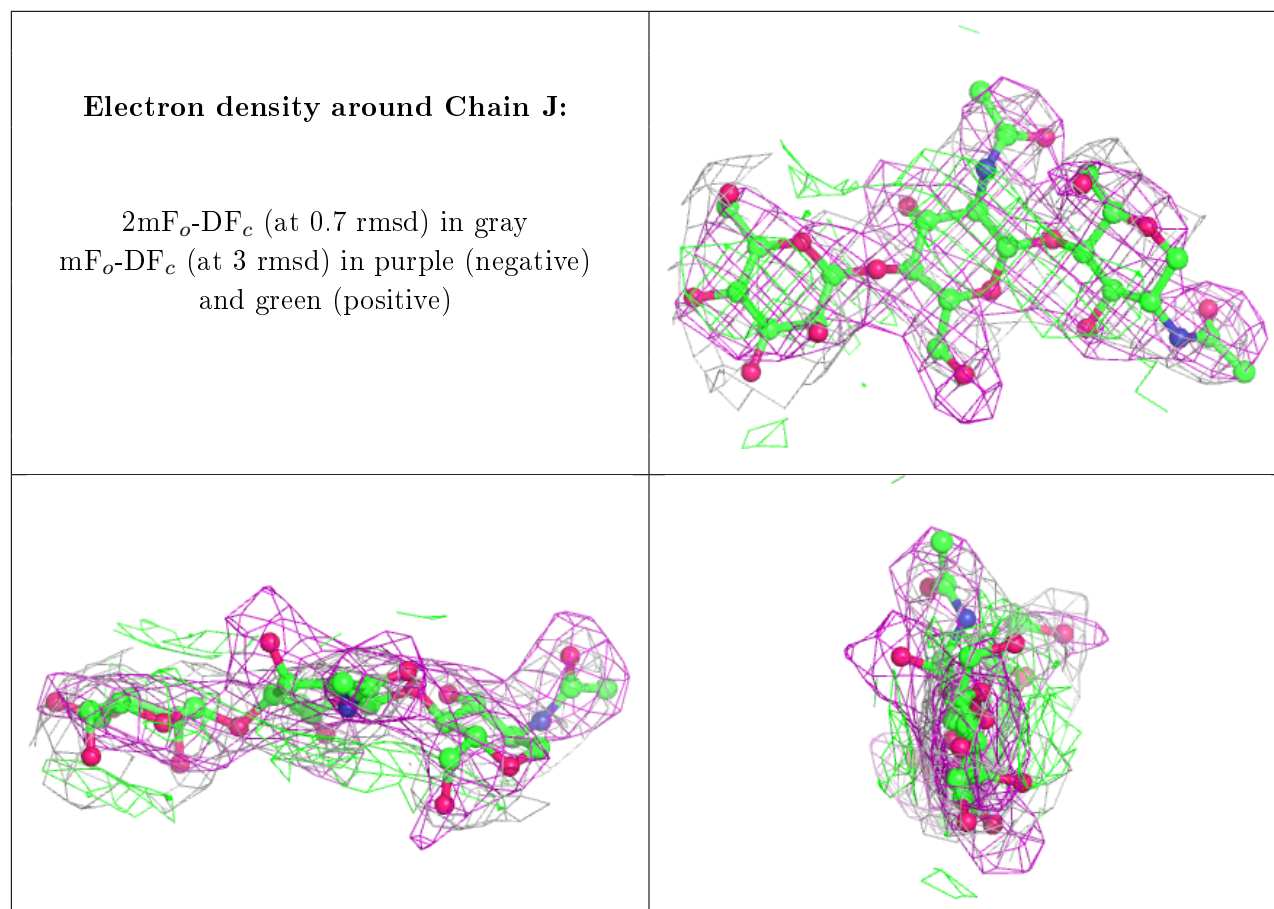 Electron density around Chain J:
2mFₒ-DF𝑐 (at 0.7 rmsd) in gray
mFₒ-DF𝑐 (at 3 rmsd) in purple (negative)
and green (positive)